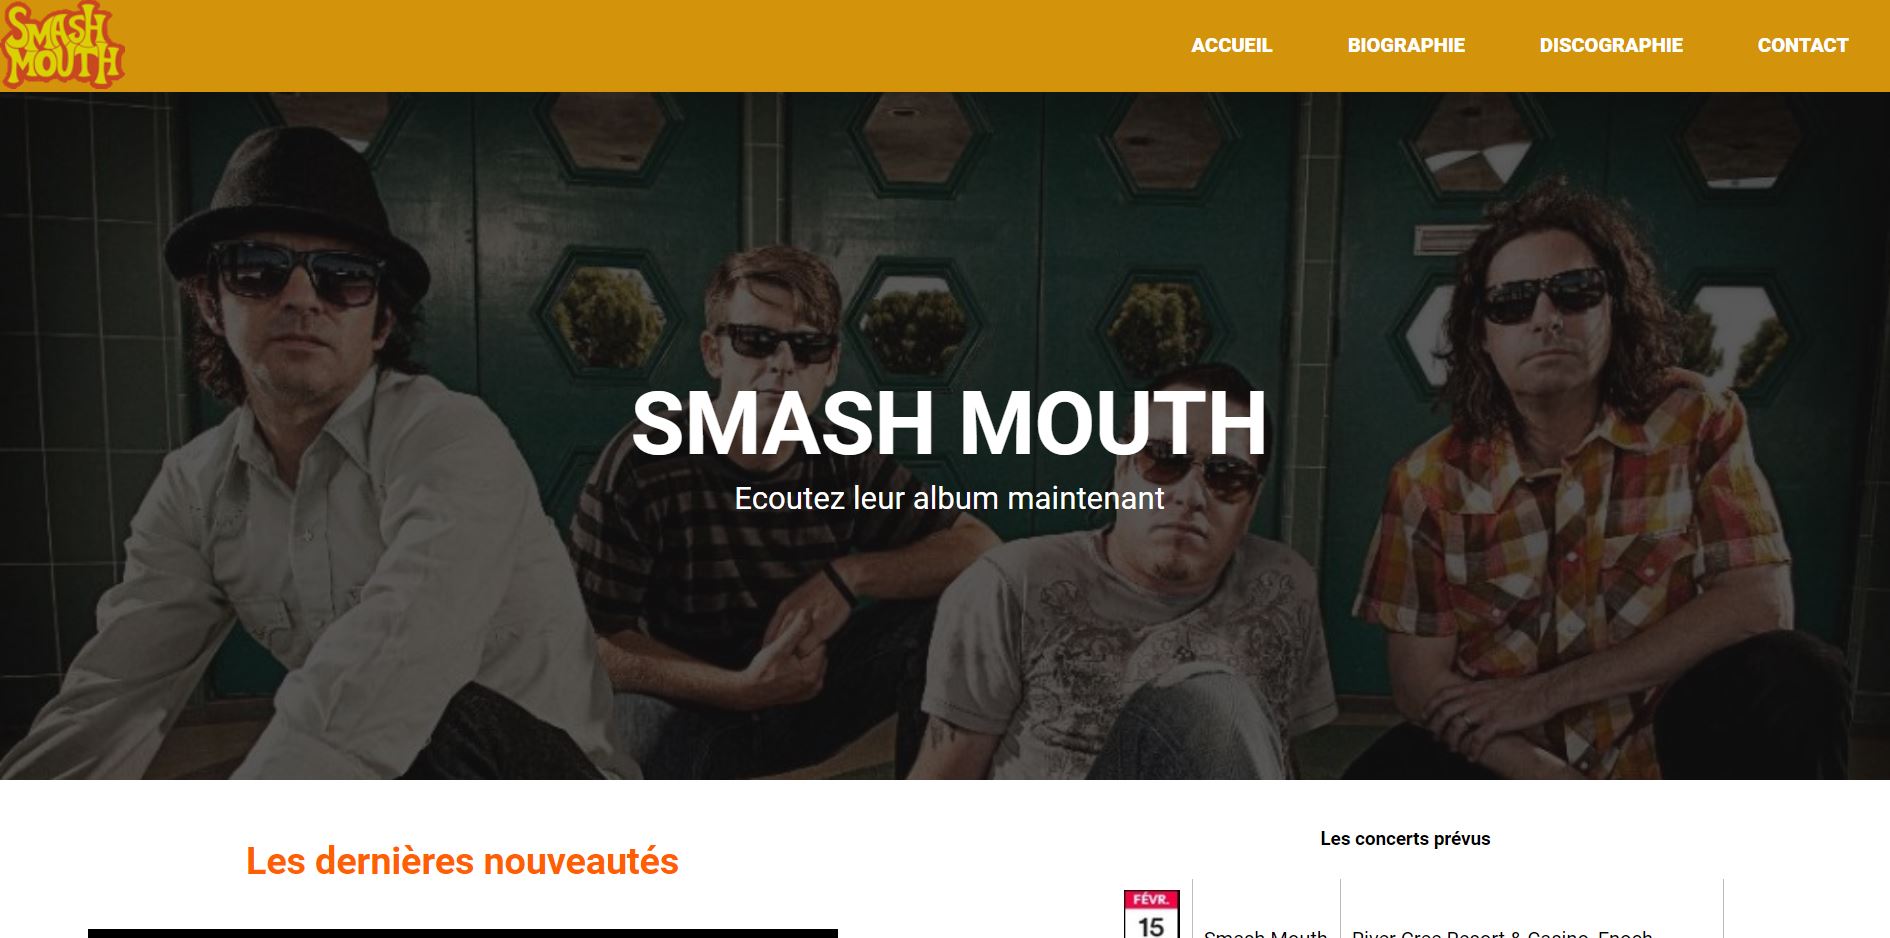 SMASH
MOUTH
ACCUEIL BIOGRAPHIE DISCOGRAPHIE CONTACT
SMASH MOUTH
Ecoutez leur album maintenant
Les dernières nouveautés
Les concerts prévus
FÉVR.
15
Smash Mouth River Cree Resort & Casino, Enoch